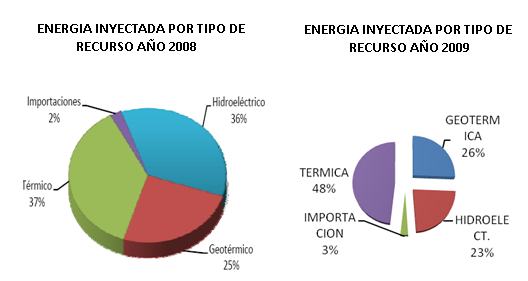 ENERGIA INYECTADA POR TIPO DE
RECURSO AÑO 2008
Importaciones
2%
Hidroeléctrico
36%
Térmico
37%
Geotérmico
25%
ENERGIA INYECTADA POR TIPO DE
RECURSO AÑO 2009
GEOTERM
ICA
26%
TERMICA
48%
IMPORTA
CION
3%
HIDROELE
CT.
23%